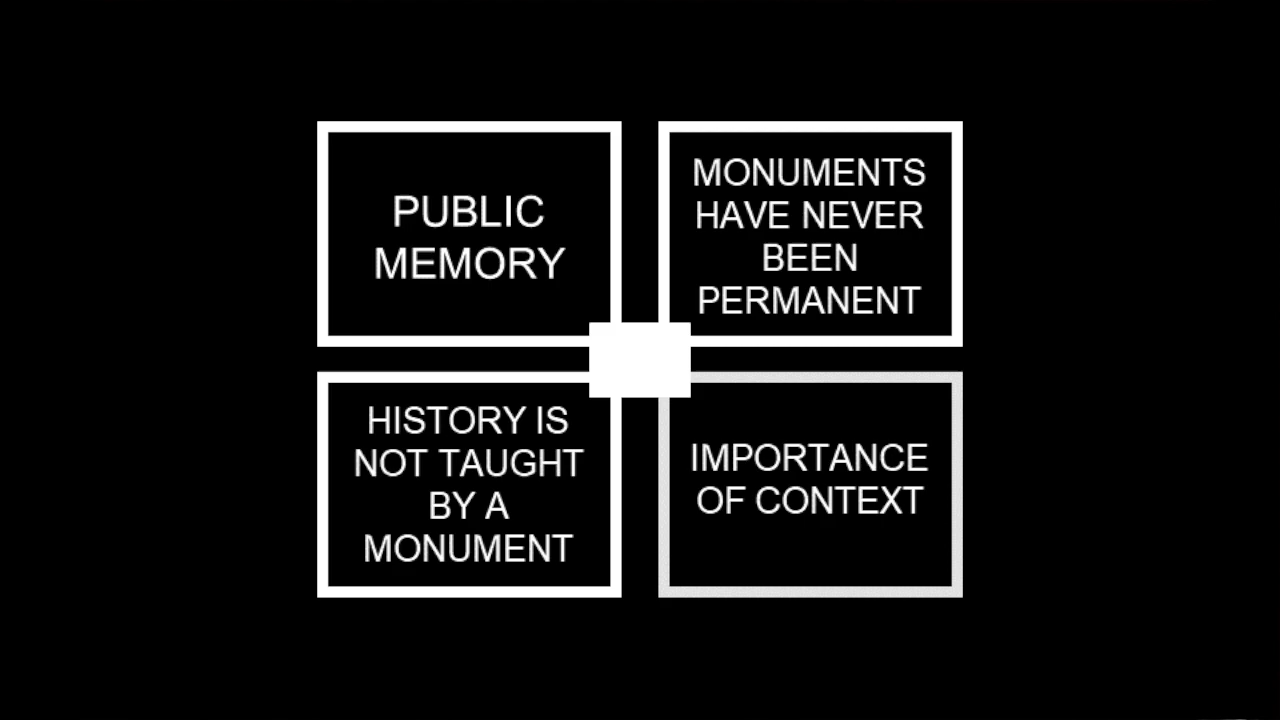 PUBLIC
MEMORY
MONUMENTS
HAVE NEVER
BEEN
PERMANENT
HISTORY IS
NOT TAUGHT
BY A
MONUMENT
IMPORTANCE
OF CONTEXT